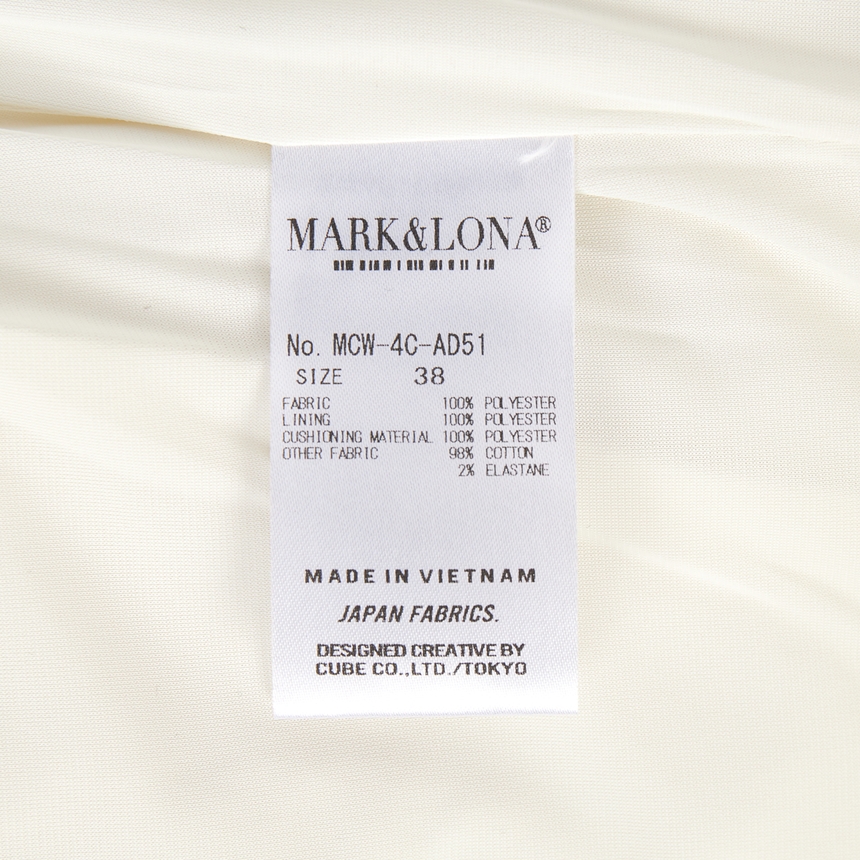 MARK&LONA®
No. MCW-4C-AD51
SIZE 38
FABRIC 100% POLYESTER
LINING 100% POLYESTER
CUSHIONING MATERIAL 100% POLYESTER
OTHER FABRIC 98% COTTON
2% ELASTANE
MADE IN VIETNAM
JAPAN FABRICS.
DESIGNED CREATIVE BY
CUBE CO.,LTD./TOKYO